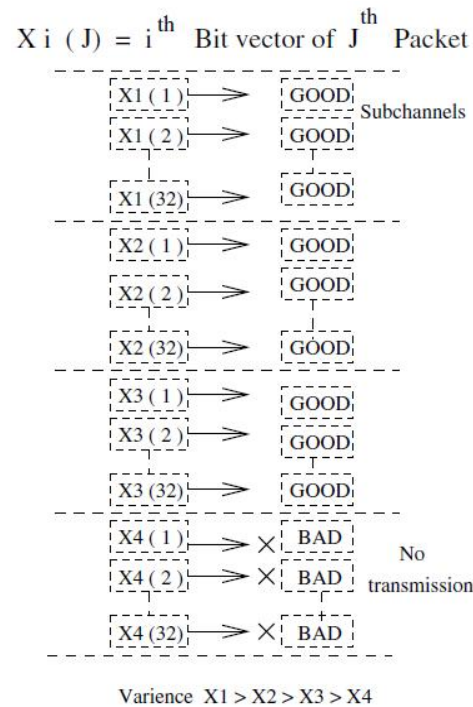 X i ( J ) = i th Bit vector of J th Packet
X1 ( 1 ) GOOD Subchannels
X1 ( 2 ) GOOD
X1 (32) GOOD
X2 ( 1 ) GOOD
X2 ( 2 ) GOOD
X2 (32) GOOD
X3 ( 1 ) GOOD
X3 ( 2 ) GOOD
X3 (32) GOOD
X4 ( 1 ) × BAD No
X4 ( 2 ) × BAD transmission
X4 (32) × BAD
Varience X1 > X2 > X3 > X4